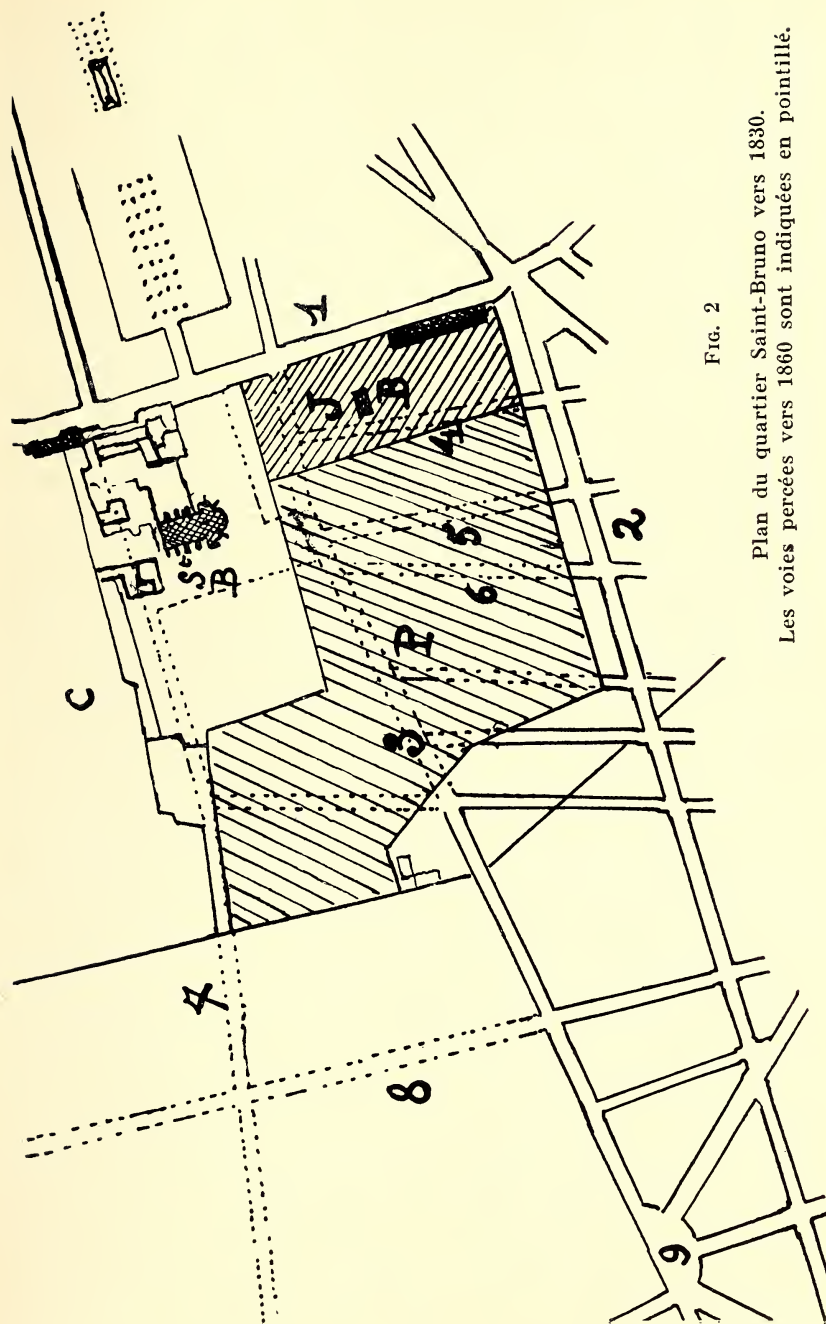 C
S^t
B
J
B
P
1
2
3
4
5
6
7
8
9
FIG. 2
Plan du quartier Saint-Bruno vers 1830.
Les voies percées vers 1860 sont indiquées en pointillé.